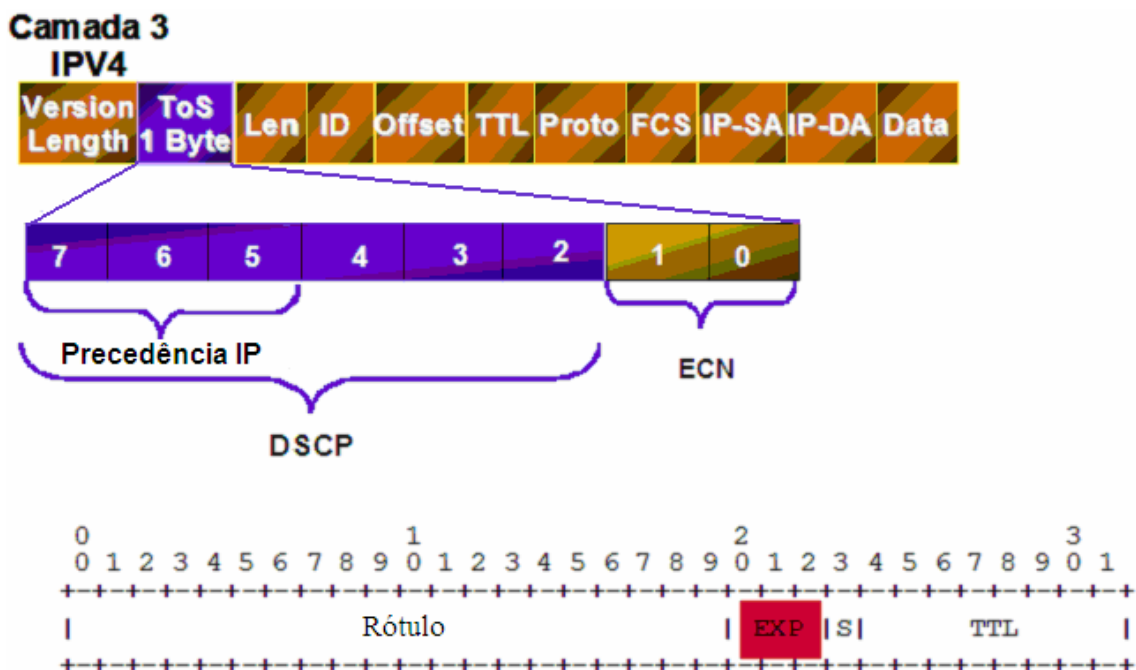 Camada 3
IPV4
Version Length ToS 1 Byte Len ID Offset TTL Proto FCS IP-SA IP-DA Data
7 6 5 4 3 2 1 0
Precedência IP
ECN
DSCP
0 1 2 3
0 1 2 3 4 5 6 7 8 9 0 1 2 3 4 5 6 7 8 9 0 1 2 3 4 5 6 7 8 9 0 1
+-+-+-+-+-+-+-+-+-+-+-+-+-+-+-+-+-+-+-+-+-+-+-+-+-+-+-+-+-+-+-+-+
| Rótulo | EXP |S| TTL |
+-+-+-+-+-+-+-+-+-+-+-+-+-+-+-+-+-+-+-+-+-+-+-+-+-+-+-+-+-+-+-+-+